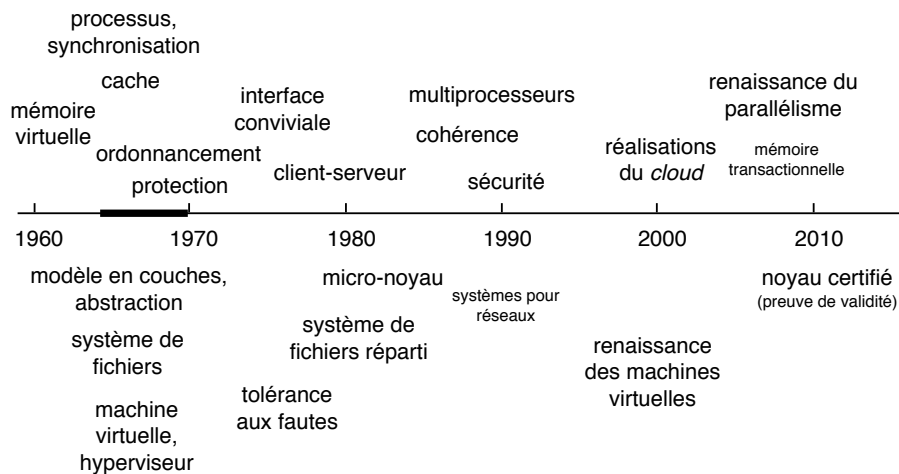 processus,
synchronisation
cache
mémoire
virtuelle
ordonnancement
protection
interface
conviviale
client-serveur
multiprocesseurs
cohérence
sécurité
réalisations
du cloud
renaissance du
parallélisme
mémoire
transactionnelle
1960 1970 1980 1990 2000 2010
modèle en couches,
abstraction
système de
fichiers
machine
virtuelle,
hyperviseur
micro-noyau
système de
fichiers réparti
tolérance
aux fautes
systèmes pour
réseaux
renaissance
des machines
virtuelles
noyau certifié
(preuve de validité)